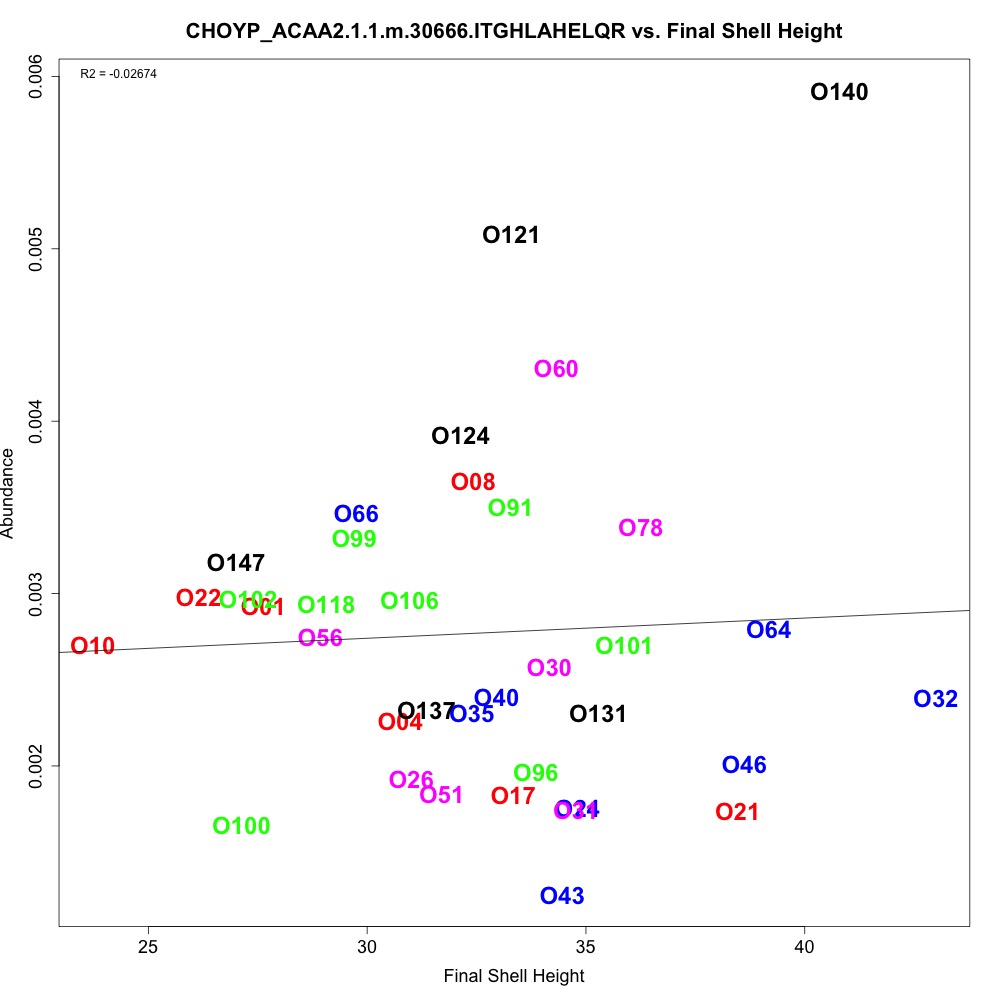 CHOYP_ACAA2.1.1.m.30666.ITGHLAHELQR vs. Final Shell Height
R2 = -0.02674
0.006
O140
O121
0.005
O60
0.004
O124
O08
O91
O66
O78
O99
O147
0.003
O22
O102
O01
O118
O106
O56
O10
O101
O64
O30
O40
O32
O137
O35
O131
O04
0.002
O46
O96
O26
O51
O17
O24
O31
O21
O100
O43
Abundance
25
30
35
40
Final Shell Height